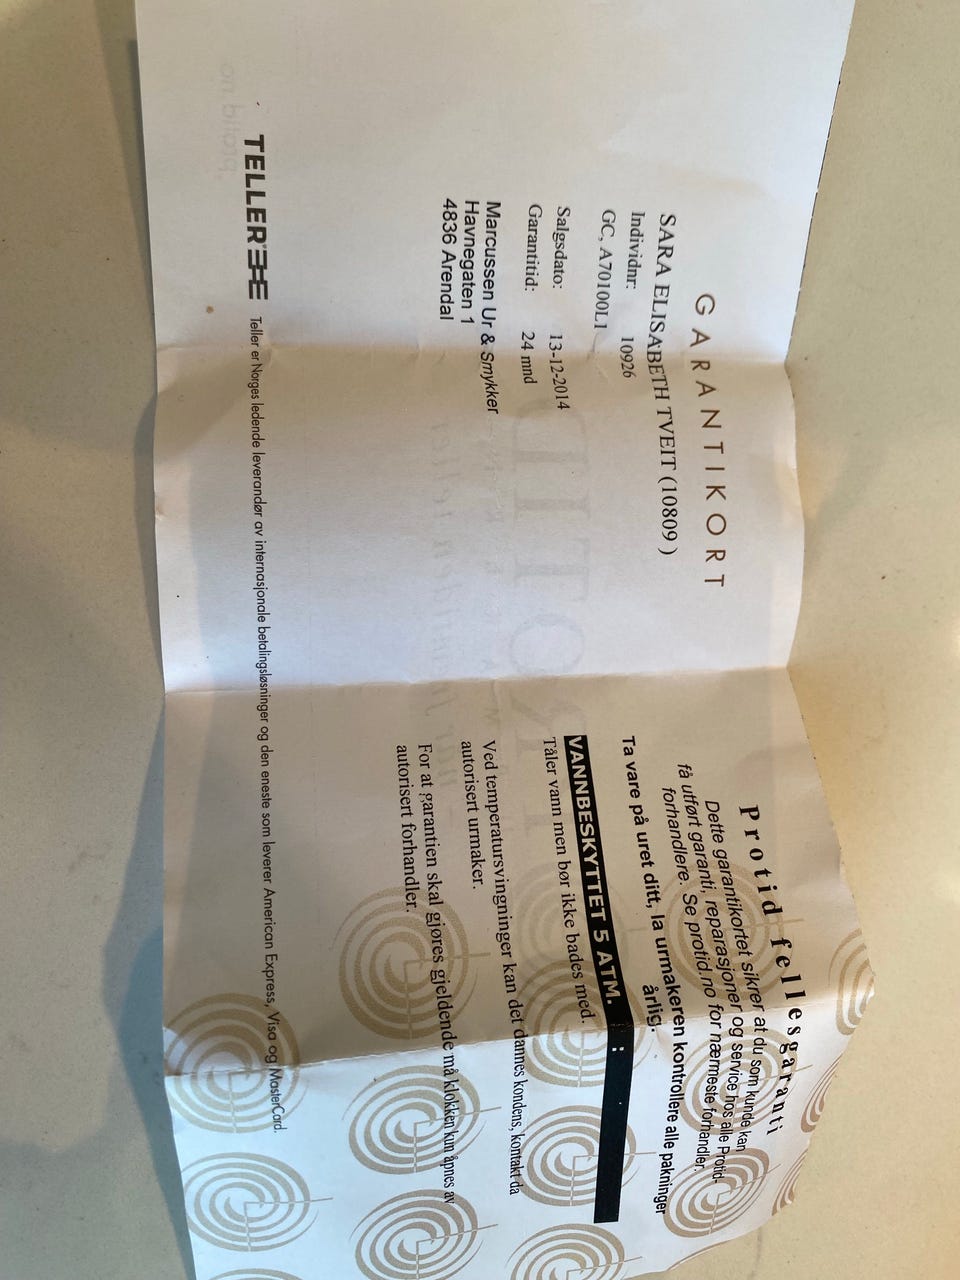 GARANTIKORT
SARA ELISABETH TVEIT (10809 )
Individnr: 10926
GC, A70100L1
Salgsdato: 13-12-2014
Garantitid: 24 mnd
Marcussen Ur & Smykker
Havnegaten 1
4836 Arendal
Protid fellesgaranti
Dette garantikortet sikrer at du som kunde kan
få utført garanti, reparasjoner og service hos alle Protid-
forhandlere. Se protid.no for nærmeste forhandler.
Ta vare på uret ditt, la urmakeren kontrollere alle pakninger
årlig.
VANNBESKYTTET 5 ATM. :
Tåler vann men bør ikke bades med.
Ved temperatursvingninger kan det dannes kondens, kontakt da
autorisert urmaker.
For at garantien skal gjøres gjeldende må klokken kun åpnes av
autorisert forhandler.
TELLER Teller er Norges ledende leverandør av internasjonale betalingsløsninger og den eneste som leverer American Express, Visa og MasterCard.